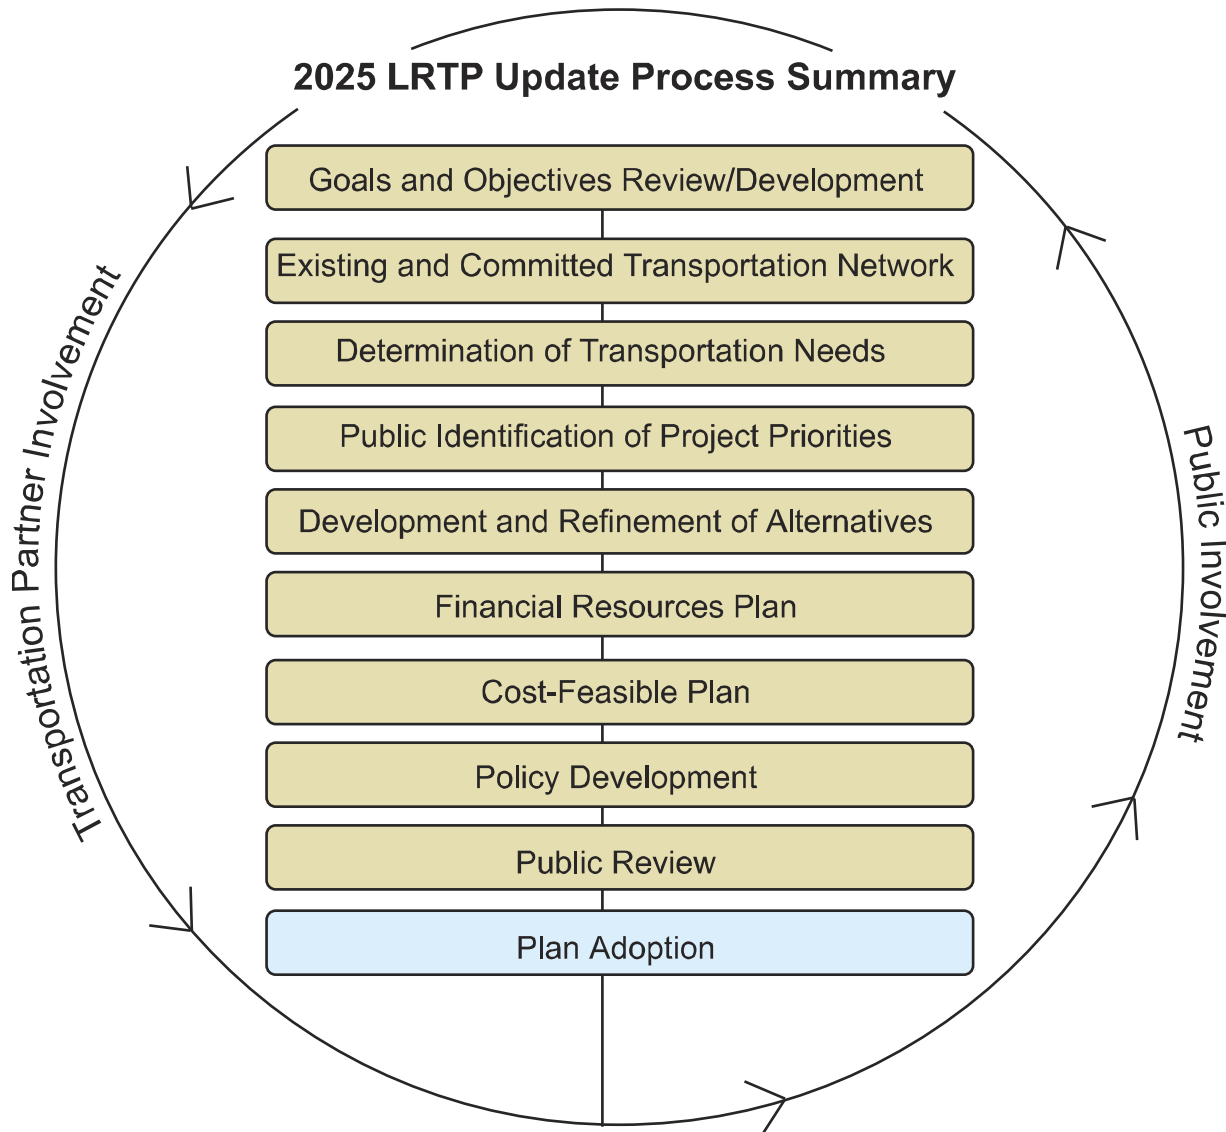 2025 LRTP Update Process Summary
Goals and Objectives Review/Development
Existing and Committed Transportation Network
Determination of Transportation Needs
Public Identification of Project Priorities
Development and Refinement of Alternatives
Financial Resources Plan
Cost-Feasible Plan
Policy Development
Public Review
Plan Adoption
Transportation Partner Involvement
Public Involvement